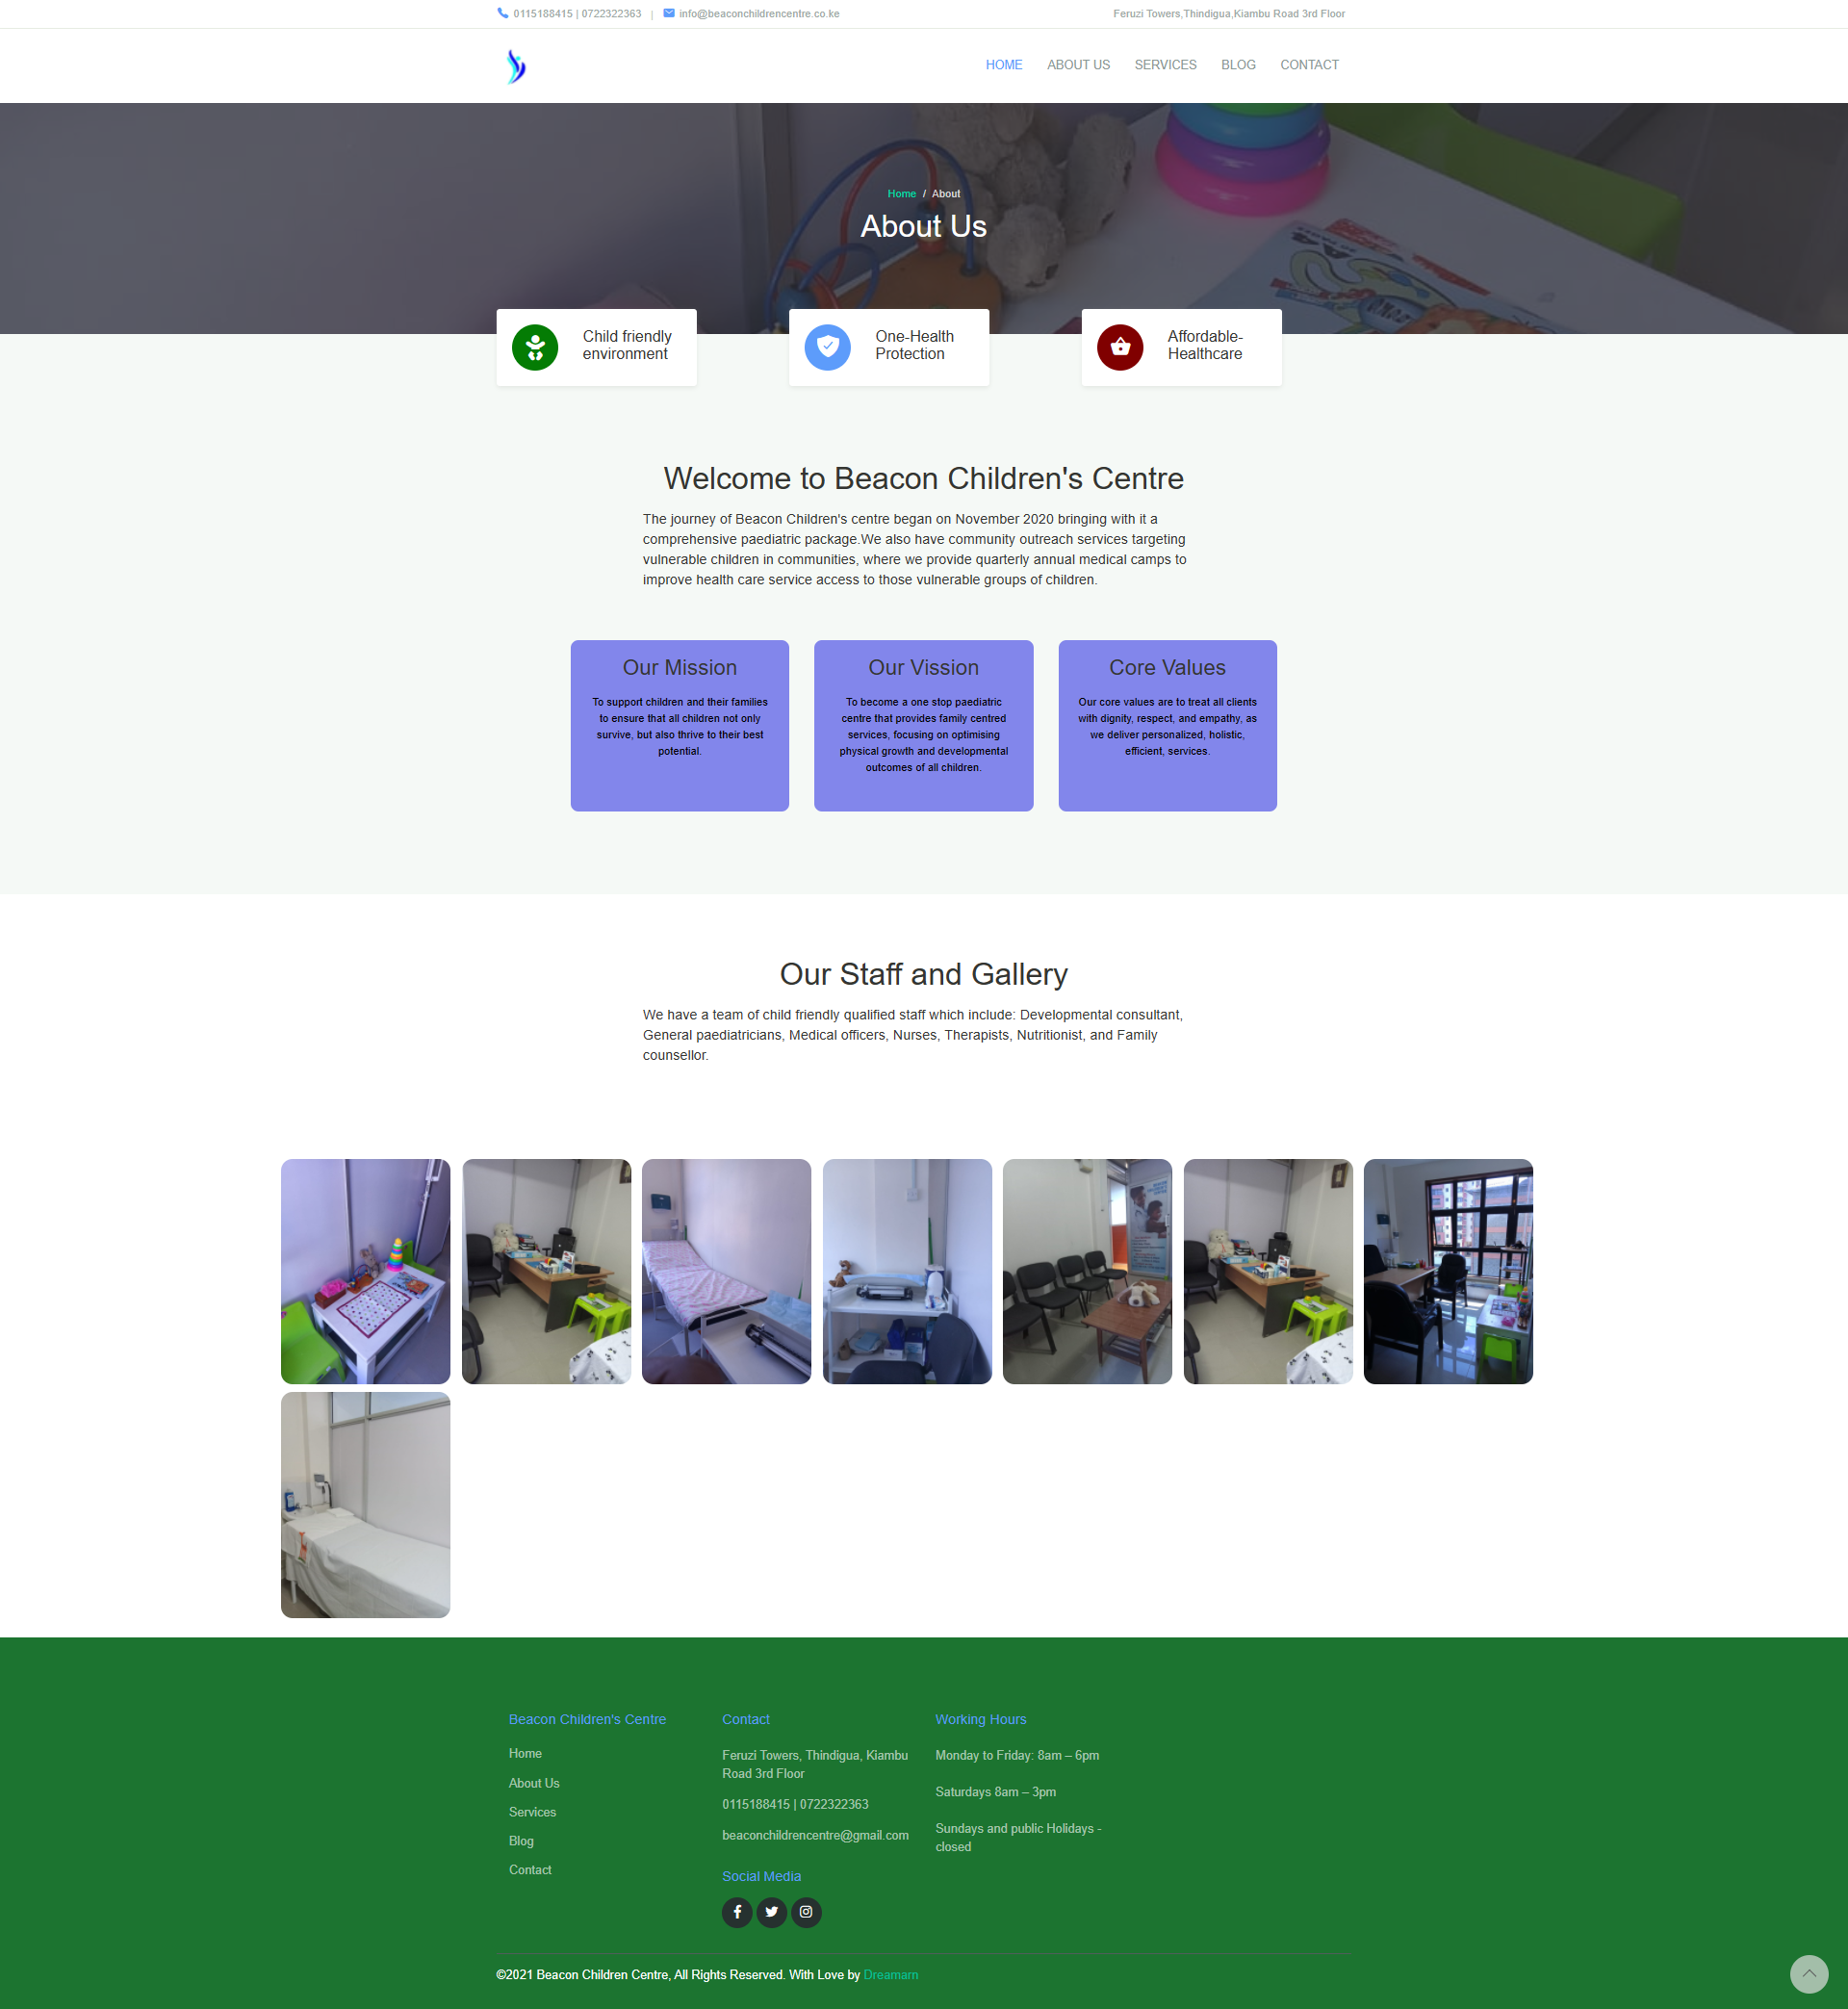 0115188415 | 0722322363 | info@beaconchildrencentre.co.ke
Feruzi Towers,Thindigua,Kiambu Road 3rd Floor
HOME ABOUT US SERVICES BLOG CONTACT
Home / About
About Us
Child friendly
environment
One-Health
Protection
Affordable-
Healthcare
Welcome to Beacon Children's Centre
The journey of Beacon Children's centre began on November 2020 bringing with it a
comprehensive paediatric package.We also have community outreach services targeting
vulnerable children in communities, where we provide quarterly annual medical camps to
improve health care service access to those vulnerable groups of children.
Our Mission
To support children and their families
to ensure that all children not only
survive, but also thrive to their best
potential.
Our Vission
To become a one stop paediatric
centre that provides family centred
services, focusing on optimising
physical growth and developmental
outcomes of all children.
Core Values
Our core values are to treat all clients
with dignity, respect, and empathy, as
we deliver personalized, holistic,
efficient, services.
Our Staff and Gallery
We have a team of child friendly qualified staff which include: Developmental consultant,
General paediatricians, Medical officers, Nurses, Therapists, Nutritionist, and Family
counsellor.
Beacon Children's Centre
Home
About Us
Services
Blog
Contact
Contact
Feruzi Towers, Thindigua, Kiambu
Road 3rd Floor
0115188415 | 0722322363
beaconchildrencentre@gmail.com
Social Media
Working Hours
Monday to Friday: 8am – 6pm
Saturdays 8am – 3pm
Sundays and public Holidays -
closed
©2021 Beacon Children Centre, All Rights Reserved. With Love by Dreamarn